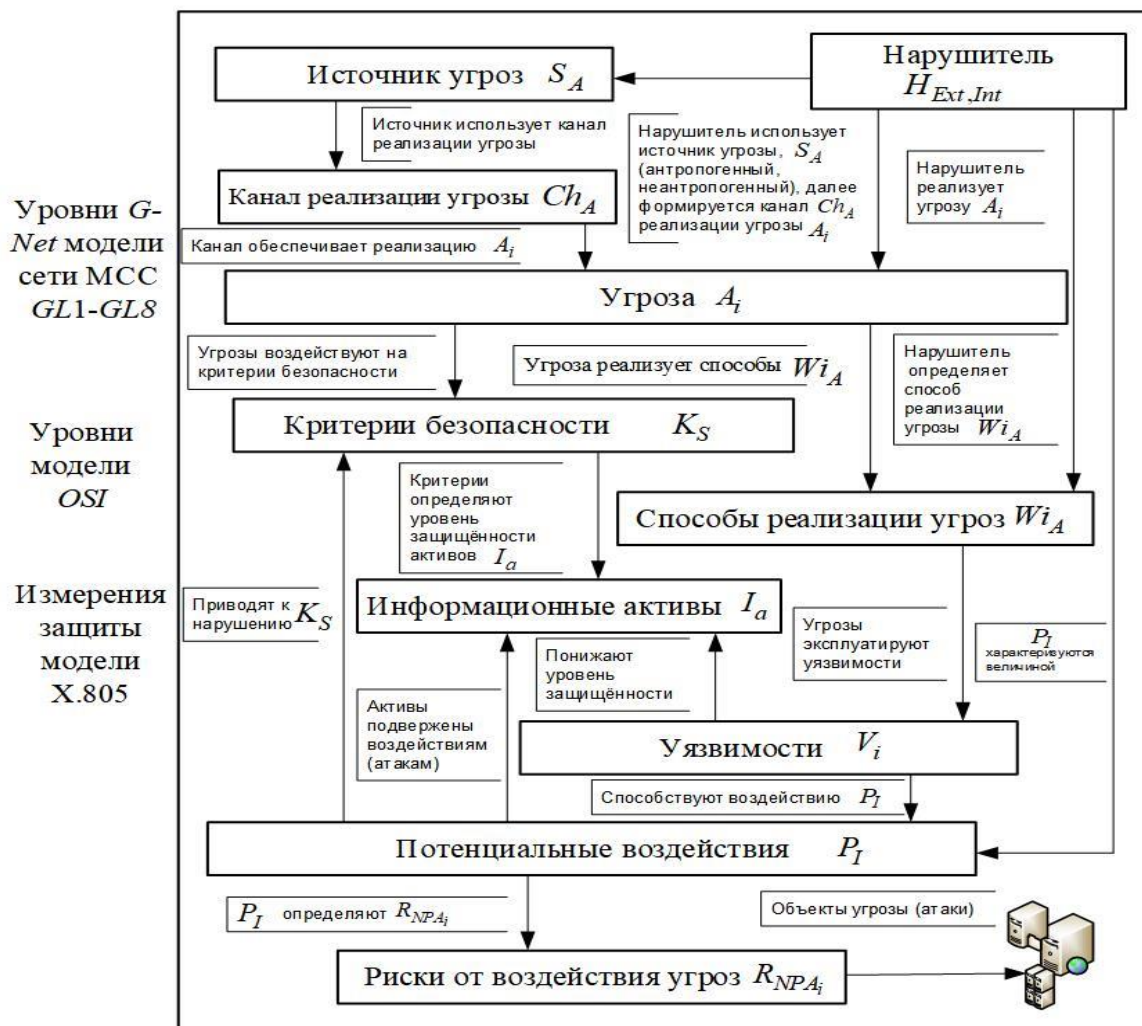 Источник угроз S_A
Нарушитель
H_Ext,Int
Источник использует канал
реализации угрозы
Нарушитель использует
источник угрозы, S_A
(антропогенный,
неантропогенный), далее
формируется канал Ch_A
реализации угрозы A_i
Нарушитель
реализует
угрозу A_i
Канал реализации угрозы Ch_A
Уровни G-
Net модели
сети МСС
GL1-GL8
Канал обеспечивает реализацию A_i
Угроза A_i
Угрозы воздействуют на
критерии безопасности
Угроза реализует способы Wi_A
Нарушитель
определяет
способ
реализации
угрозы Wi_A
Критерии безопасности K_S
Уровни
модели
OSI
Критерии
определяют
уровень
защищённости
активов I_a
Способы реализации угроз Wi_A
Измерения
защиты
модели
X.805
Приводят к
нарушению K_S
Информационные активы I_a
Угрозы
эксплуатируют
уязвимости
P_I
характеризуются
величиной
Понижают
уровень
защищённости
Активы
подвержены
воздействиям
(атакам)
Уязвимости V_i
Способствуют воздействию P_I
Потенциальные воздействия P_I
P_I определяют R_NPA_i
Объекты угрозы (атаки)
Риски от воздействия угроз R_NPA_i